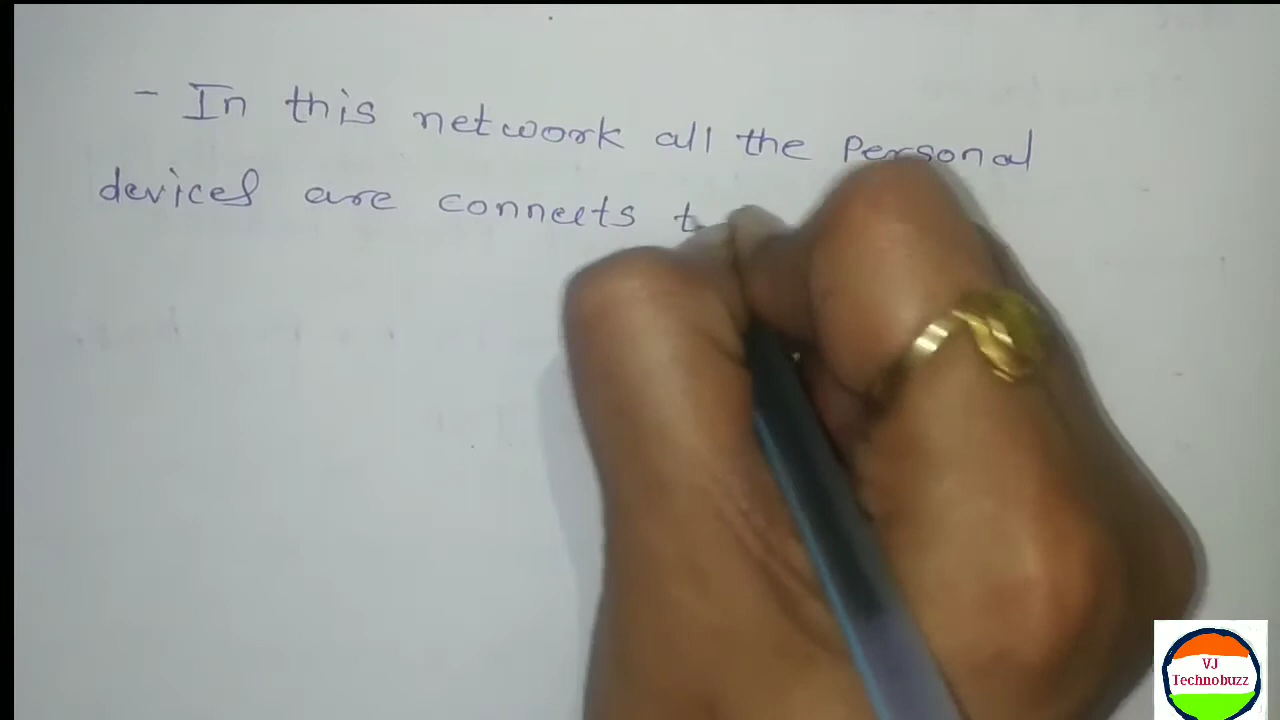 - In this network all the Personal
devices are connects t
VJ
Technobuzz